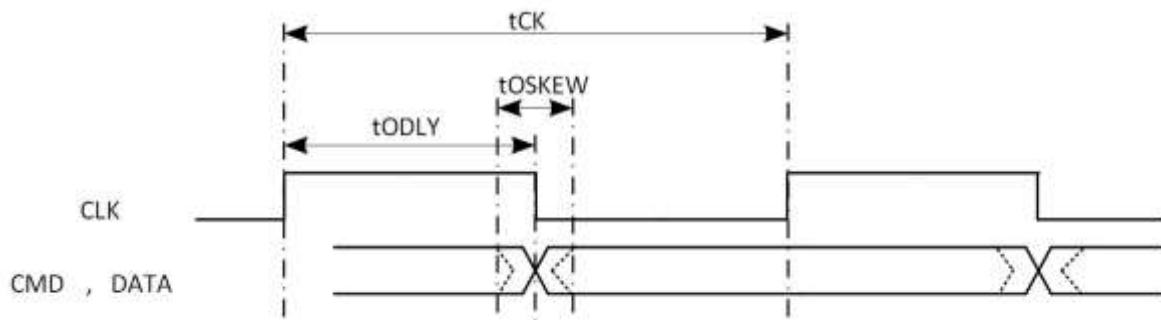 tCK
tOSKEW
tODLY
CLK
CMD , DATA